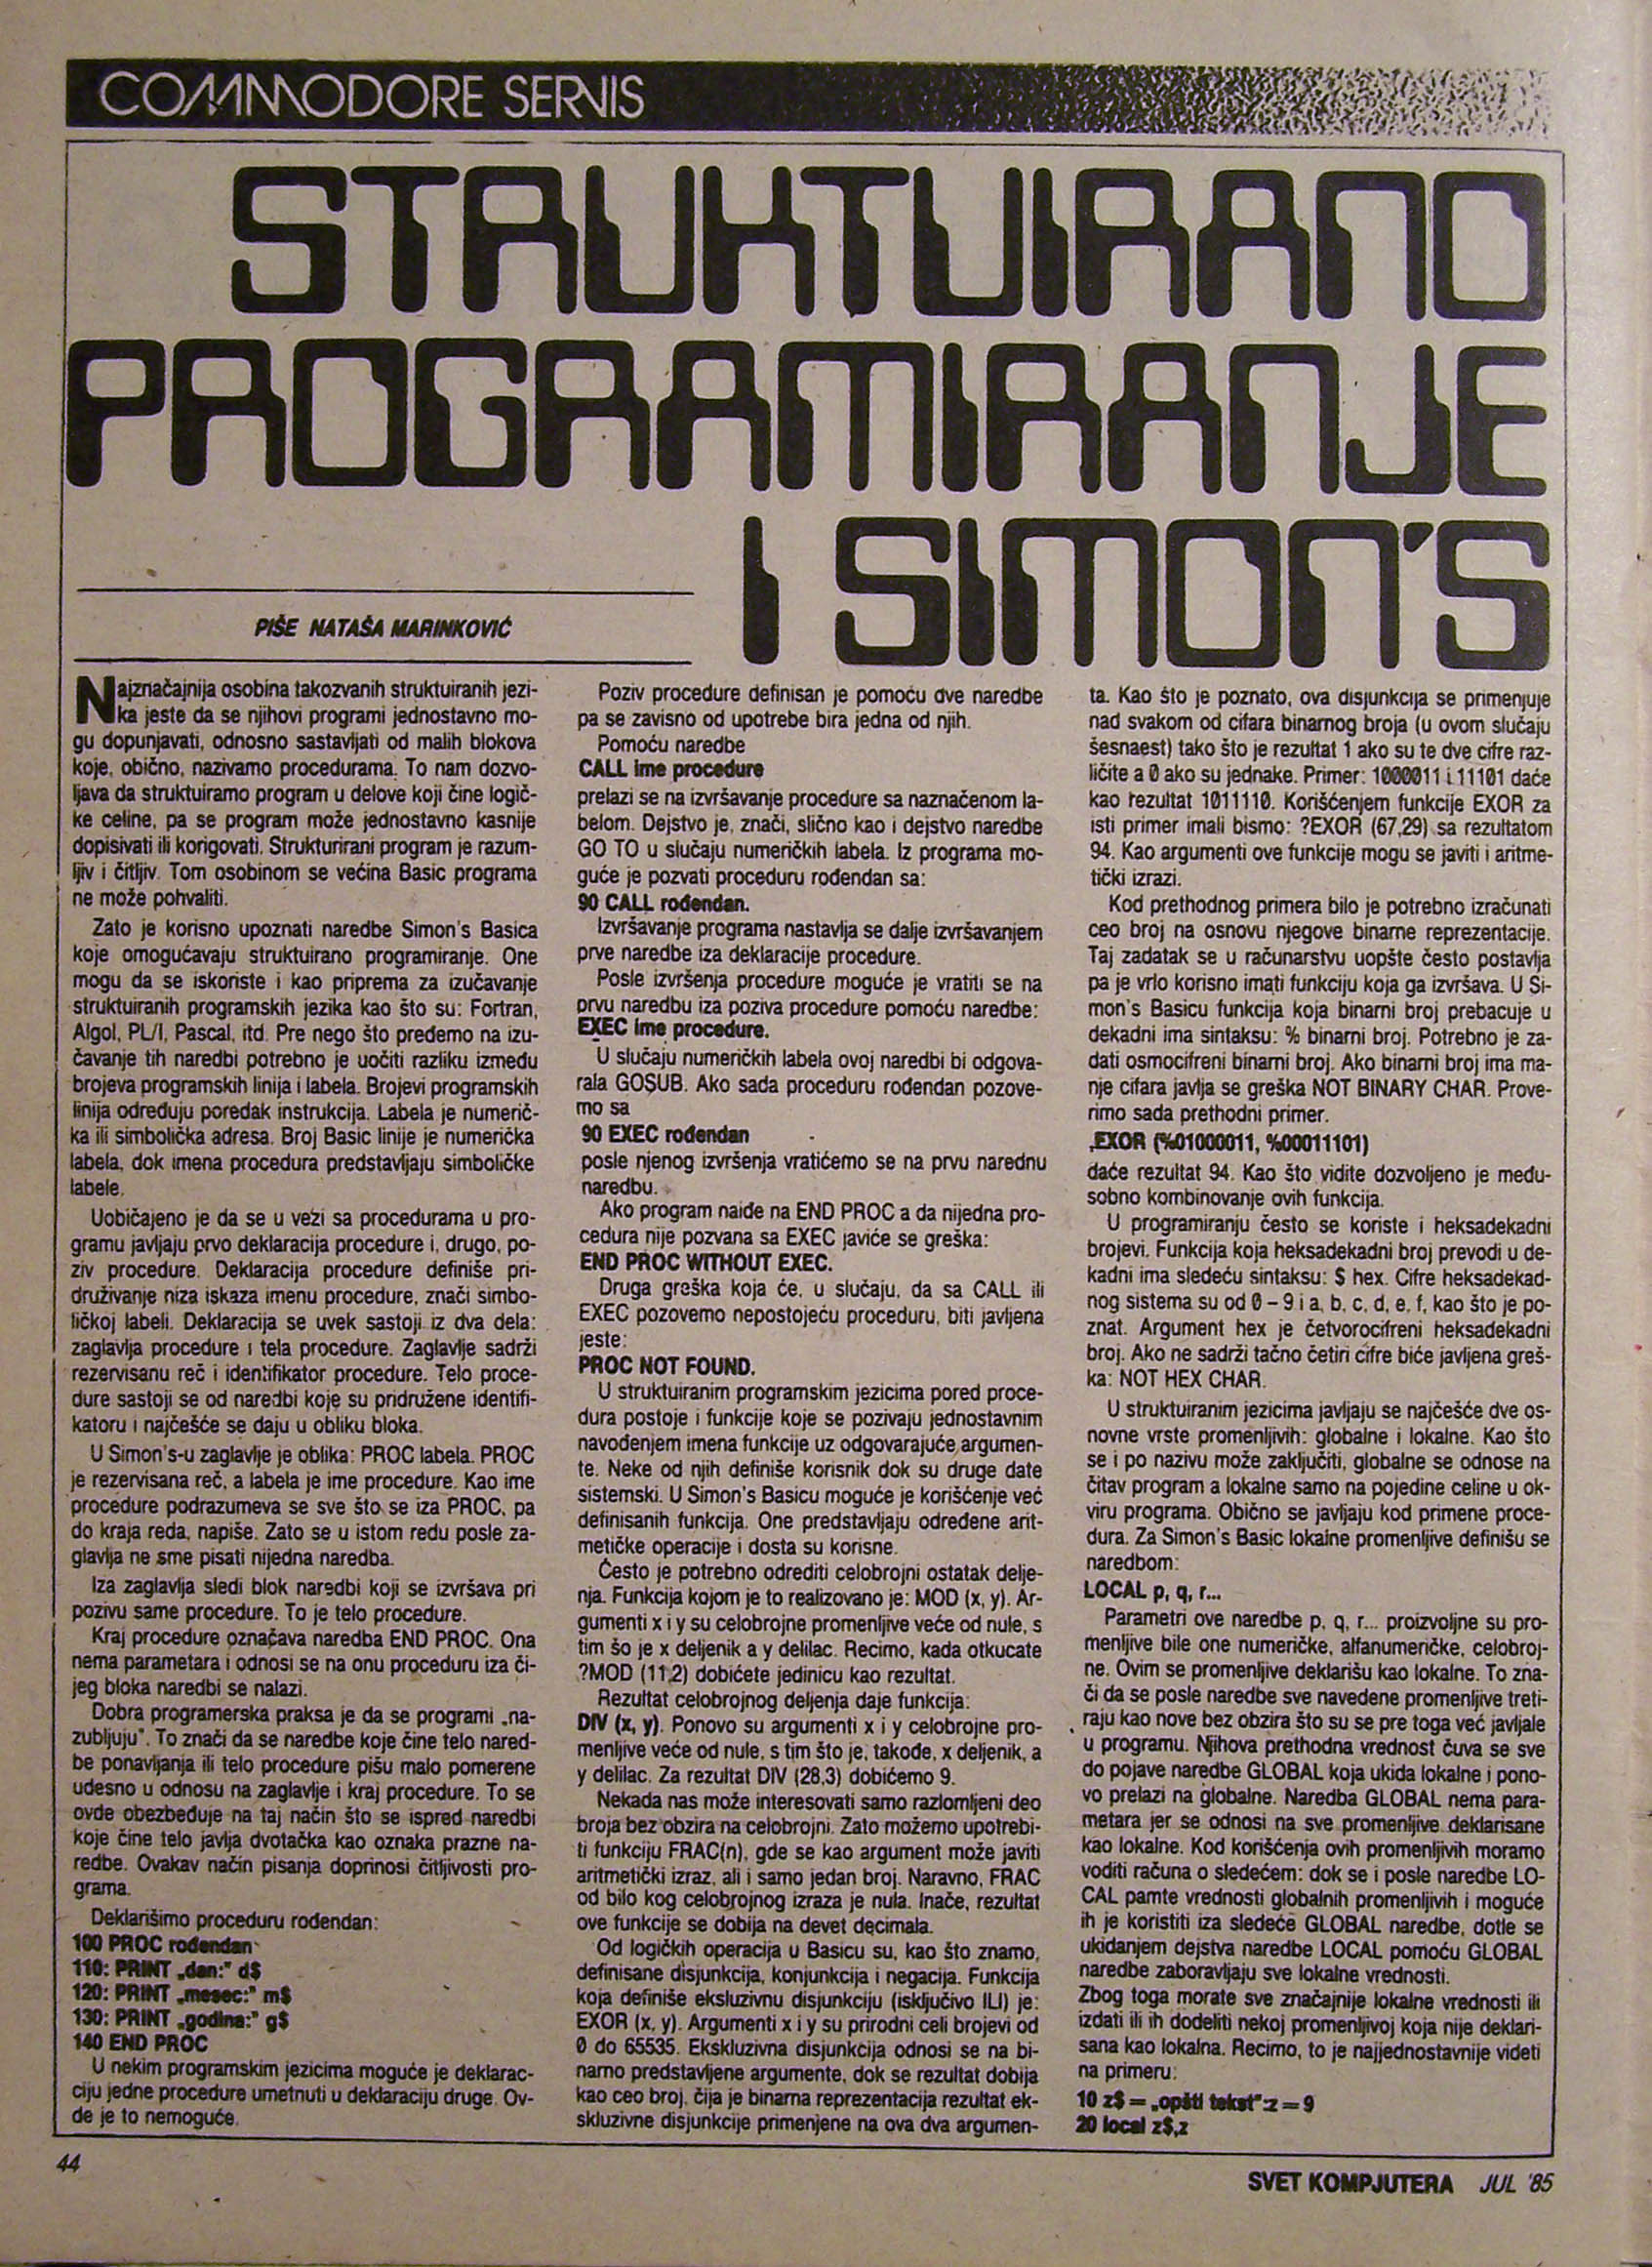 COMMODORE SERVIS
STRUKTUIRANO
PROGRAMIRANJE
I SIMON'S
PIŠE NATAŠA MARINKOVIĆ
Najznačajnija osobina takozvanih struktuiranih jezi-
ka jeste da se njihovi programi jednostavno mo-
gu dopunjavati, odnosno sastavljati od malih blokova
koje, obično, nazivamo procedurama. To nam dozvo-
ljava da struktuiramo program u delove koji čine logič-
ke celine, pa se program može jednostavno kasnije
dopisivati ili korigovati. Strukturirani program je razum-
ljiv i čitljiv. Tom osobinom se većina Basic programa
ne može pohvaliti.
Zato je korisno upoznati naredbe Simon's Basica
koje omogućavaju struktuirano programiranje. One
mogu da se iskoriste i kao priprema za izučavanje
struktuiranih programskih jezika kao što su: Fortran,
Algol, PL/I, Pascal, itd. Pre nego što pređemo na izu-
čavanje tih naredbi potrebno je uočiti razliku između
brojeva programskih linija i labela. Brojevi programskih
linija određuju poredak instrukcija. Labela je numerič-
ka ili simbolička adresa. Broj Basic linije je numerička
labela, dok imena procedura predstavljaju simboličke
labele.
Uobičajeno je da se u vezi sa procedurama u pro-
gramu javljaju prvo deklaracija procedure i, drugo, po-
ziv procedure. Deklaracija procedure definiše pri-
druživanje niza iskaza imenu procedure, znači simbo-
ličkoj labeli. Deklaracija se uvek sastoji iz dva dela:
zaglavlja procedure i tela procedure. Zaglavlje sadrži
rezervisanu reč i identifikator procedure. Telo proce-
dure sastoji se od naredbi koje su pridružene identifi-
katoru i najčešće se daju u obliku bloka.
U Simon's-u zaglavlje je oblika: PROC labela. PROC
je rezervisana reč, a labela je ime procedure. Kao ime
procedure podrazumeva se sve što se iza PROC, pa
do kraja reda, napiše. Zato se u istom redu posle za-
glavlja ne sme pisati nijedna naredba.
Iza zaglavlja sledi blok naredbi koji se izvršava pri
pozivu same procedure. To je telo procedure.
Kraj procedure označava naredba END PROC. Ona
nema parametara i odnosi se na onu proceduru iza či-
jeg bloka naredbi se nalazi.
Dobra programerska praksa je da se programi „na-
zubljuju". To znači da se naredbe koje čine telo nared-
be ponavljanja ili telo procedure pišu malo pomerene
udesno u odnosu na zaglavlje i kraj procedure. To se
ovde obezbeđuje na taj način što se ispred naredbi
koje čine telo javlja dvotačka kao oznaka prazne na-
redbe. Ovakav način pisanja doprinosi čitljivosti pro-
grama.
Deklarišimo proceduru rođendan:
100 PROC rođendan
110: PRINT „dan:" d$
120: PRINT „mesec:" m$
130: PRINT „godina:" g$
140 END PROC
U nekim programskim jezicima moguće je deklarac-
ciju jedne procedure umetnuti u deklaraciju druge. Ov-
de je to nemoguće.
Poziv procedure definisan je pomoću dve naredbe
pa se zavisno od upotrebe bira jedna od njih.
Pomoću naredbe
CALL ime procedure
prelazi se na izvršavanje procedure sa naznačenom la-
belom. Dejstvo je, znači, slično kao i dejstvo naredbe
GO TO u slučaju numeričkih labela. Iz programa mo-
guće je pozvati proceduru rođendan sa:
90 CALL rođendan.
Izvršavanje programa nastavlja se dalje izvršavanjem
prve naredbe iza deklaracije procedure.
Posle izvršenja procedure moguće je vratiti se na
prvu naredbu iza poziva procedure pomoću naredbe:
EXEC ime procedure.
U slučaju numeričkih labela ovoj naredbi bi odgova-
rala GOSUB. Ako sada proceduru rođendan pozove-
mo sa
90 EXEC rođendan
posle njenog izvršenja vratićemo se na prvu narednu
naredbu.
Ako program naiđe na END PROC a da nijedna pro-
cedura nije pozvana sa EXEC javiće se greška:
END PROC WITHOUT EXEC.
Druga greška koja će, u slučaju, da sa CALL ili
EXEC pozovemo nepostojeću proceduru, biti javljena
jeste:
PROC NOT FOUND.
U struktuiranim programskim jezicima pored proce-
dura postoje i funkcije koje se pozivaju jednostavnim
navođenjem imena funkcije uz odgovarajuće argumen-
te. Neke od njih definiše korisnik dok su druge date
sistemski. U Simon's Basicu moguće je korišćenje već
definisanih funkcija. One predstavljaju određene arit-
metičke operacije i dosta su korisne.
Često je potrebno odrediti celobrojni ostatak delje-
nja. Funkcija kojom je to realizovano je: MOD (x, y). Ar-
gumenti x i y su celobrojne promenljive veće od nule, s
tim šo je x deljenik a y delilac. Recimo, kada otkucate
?MOD (11,2) dobićete jedinicu kao rezultat.
Rezultat celobrojnog deljenja daje funkcija:
DIV (x, y). Ponovo su argumenti x i y celobrojne pro-
menljive veće od nule, s tim što je, takođe, x deljenik, a
y delilac. Za rezultat DIV (28,3) dobićemo 9.
Nekada nas može interesovati samo razlomljeni deo
broja bez obzira na celobrojni. Zato možemo upotrebi-
ti funkciju FRAC(n), gde se kao argument može javiti
aritmetički izraz, ali i samo jedan broj. Naravno, FRAC
od bilo kog celobrojnog izraza je nula. Inače, rezultat
ove funkcije se dobija na devet decimala.
Od logičkih operacija u Basicu su, kao što znamo,
definisane disjunkcija, konjunkcija i negacija. Funkcija
koja definiše eksluzivnu disjunkciju (isključivo ILI) je:
EXOR (x, y). Argumenti x i y su prirodni celi brojevi od
0 do 65535. Ekskluzivna disjunkcija odnosi se na bi-
narno predstavljene argumente, dok se rezultat dobija
kao ceo broj, čija je binarna reprezentacija rezultat ek-
skluzivne disjunkcije primenjene na ova dva argumen-
ta. Kao što je poznato, ova disjunkcija se primenjuje
nad svakom od cifara binarnog broja (u ovom slučaju
šesnaest) tako što je rezultat 1 ako su te dve cifre raz-
ličite a 0 ako su jednake. Primer: 1000011 i 11101 daće
kao rezultat 1011110. Korišćenjem funkcije EXOR za
isti primer imali bismo: ?EXOR (67,29) sa rezultatom
94. Kao argumenti ove funkcije mogu se javiti i aritme-
tički izrazi.
Kod prethodnog primera bilo je potrebno izračunati
ceo broj na osnovu njegove binarne reprezentacije.
Taj zadatak se u računarstvu uopšte često postavlja
pa je vrlo korisno imati funkciju koja ga izvršava. U Si-
mon's Basicu funkcija koja binarni broj prebacuje u
dekadni ima sintaksu: % binarni broj. Potrebno je za-
dati osmocifreni binarni broj. Ako binarni broj ima ma-
nje cifara javlja se greška NOT BINARY CHAR. Prove-
rimo sada prethodni primer.
,EXOR (%01000011, %00011101)
daće rezultat 94. Kao što vidite dozvoljeno je među-
sobno kombinovanje ovih funkcija.
U programiranju često se koriste i heksadekadni
brojevi. Funkcija koja heksadekadni broj prevodi u de-
kadni ima sledeću sintaksu: $ hex. Cifre heksadekad-
nog sistema su od 0 – 9 i a, b, c, d, e, f, kao što je po-
znat. Argument hex je četvorocifreni heksadekadni
broj. Ako ne sadrži tačno četiri cifre biće javljena greš-
ka: NOT HEX CHAR.
U struktuiranim jezicima javljaju se najčešće dve os-
novne vrste promenljivih: globalne i lokalne. Kao što
se i po nazivu može zaključiti, globalne se odnose na
čitav program a lokalne samo na pojedine celine u ok-
viru programa. Obično se javljaju kod primene proce-
dura. Za Simon's Basic lokalne promenljive definišu se
naredbom:
LOCAL p, q, r...
Parametri ove naredbe p, q, r... proizvoljne su pro-
menljive bile one numeričke, alfanumeričke, celobroj-
ne. Ovim se promenljive deklarišu kao lokalne. To zna-
či da se posle naredbe sve navedene promenljive treti-
raju kao nove bez obzira što su se pre toga već javljale
u programu. Njihova prethodna vrednost čuva se sve
do pojave naredbe GLOBAL koja ukida lokalne i pono-
vo prelazi na globalne. Naredba GLOBAL nema para-
metara jer se odnosi na sve promenljive deklarisane
kao lokalne. Kod korišćenja ovih promenljivih moramo
voditi računa o sledećem: dok se i posle naredbe LO-
CAL pamte vrednosti globalnih promenljivih i moguće
ih je koristiti iza sledeće GLOBAL naredbe, dotle se
ukidanjem dejstva naredbe LOCAL pomoću GLOBAL
naredbe zaboravljaju sve lokalne vrednosti.
Zbog toga morate sve značajnije lokalne vrednosti ili
izdati ili ih dodeliti nekoj promenljivoj koja nije deklari-
sana kao lokalna. Recimo, to je najjednostavnije videti
na primeru:
10 z$ = „opšti tekst":z = 9
20 local z$,z
44
SVET KOMPJUTERA JUL '85